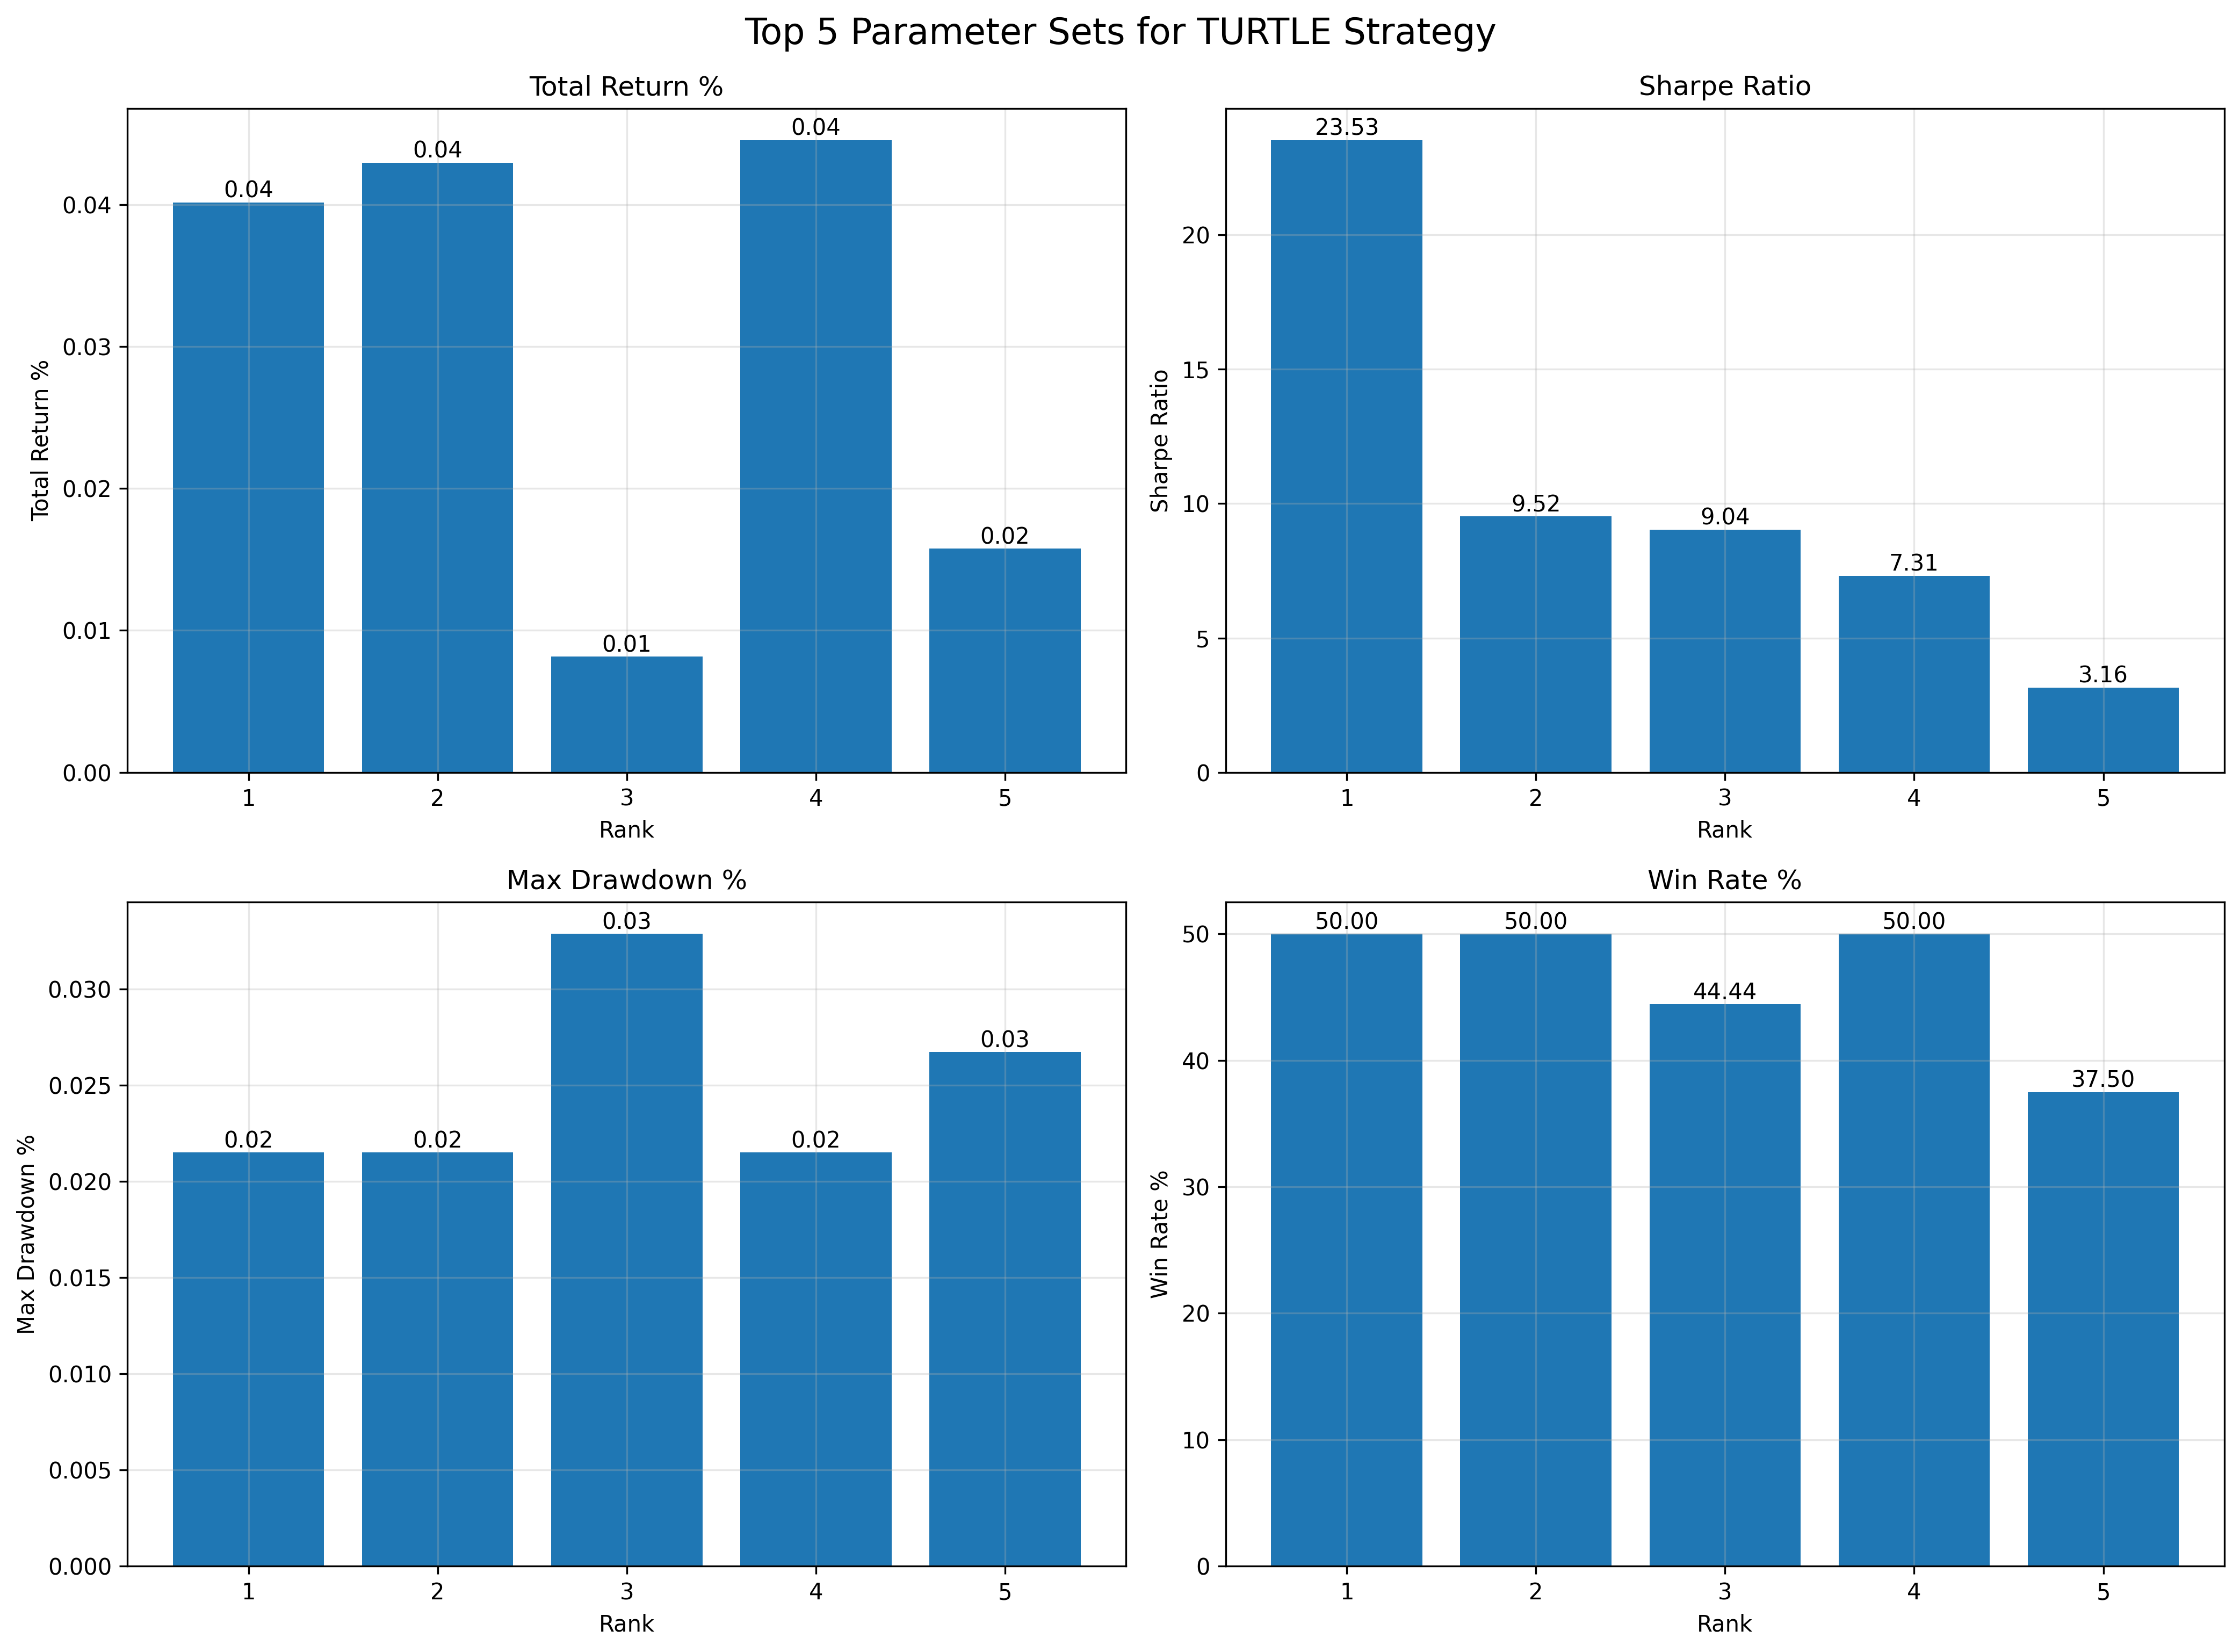 Top 5 Parameter Sets for TURTLE Strategy
Total Return %
Total Return %
0.04
0.03
0.02
0.01
0.00
0.04
0.04
0.01
0.04
0.02
1 2 3 4 5
Rank
Sharpe Ratio
Sharpe Ratio
20
15
10
5
0
23.53
9.52
9.04
7.31
3.16
1 2 3 4 5
Rank
Max Drawdown %
Max Drawdown %
0.030
0.025
0.020
0.015
0.010
0.005
0.000
0.02
0.02
0.03
0.02
0.03
1 2 3 4 5
Rank
Win Rate %
Win Rate %
50
40
30
20
10
0
50.00
50.00
44.44
50.00
37.50
1 2 3 4 5
Rank